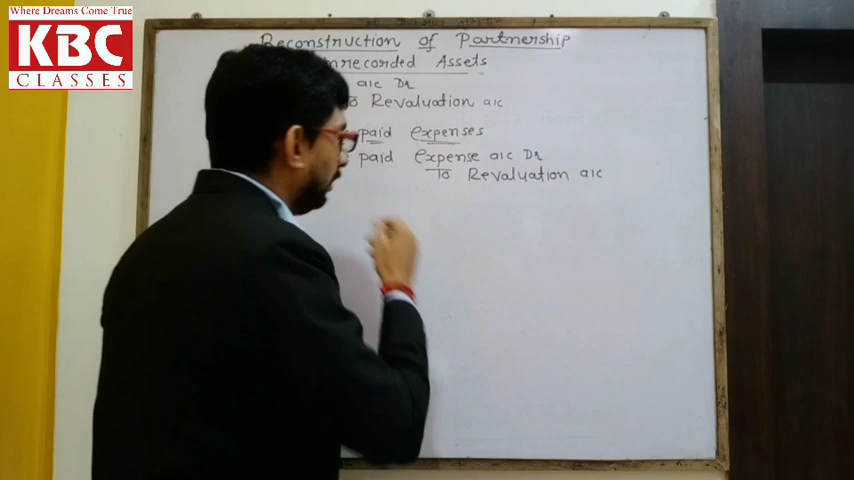 Where Dreams Come True
KBC
CLASSES
Reconstruction of Partnership
nrecorded Assets
a/c Dr
To Revaluation a/c
paid expenses
paid expense a/c Dr
To Revaluation a/c